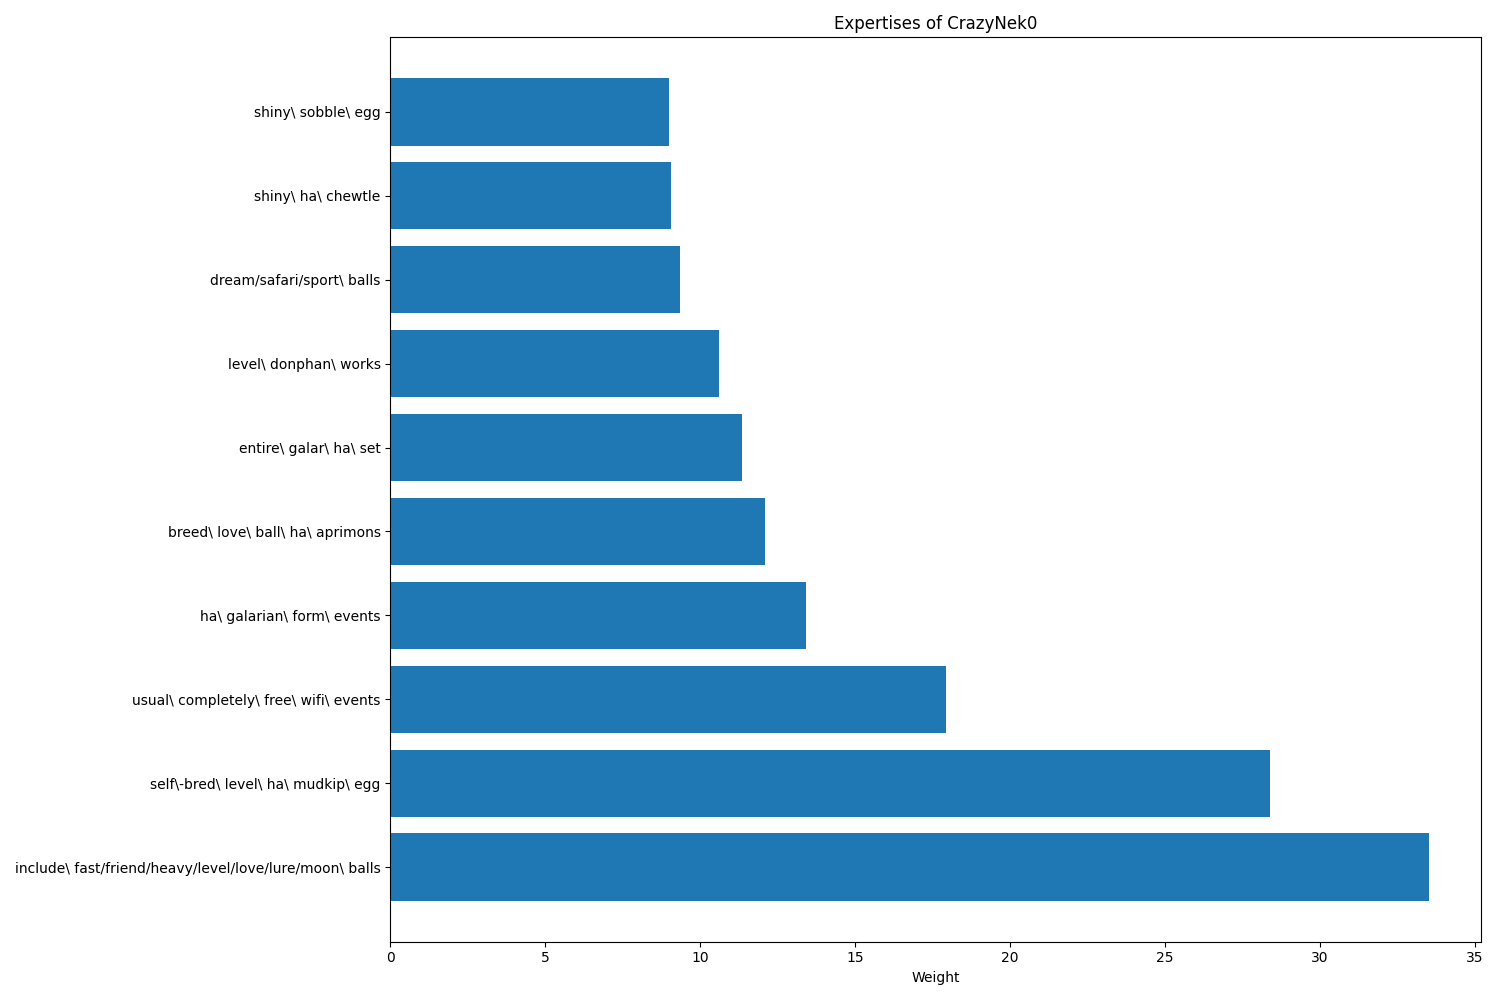 Expertises of CrazyNek0
shiny\ sobble\ egg
shiny\ ha\ chewtle
dream/safari/sport\ balls
level\ donphan\ works
entire\ galar\ ha\ set
breed\ love\ ball\ ha\ aprimons
ha\ galarian\ form\ events
usual\ completely\ free\ wifi\ events
self\-bred\ level\ ha\ mudkip\ egg
include\ fast/friend/heavy/level/love/lure/moon\ balls
0 5 10 15 20 25 30 35
Weight